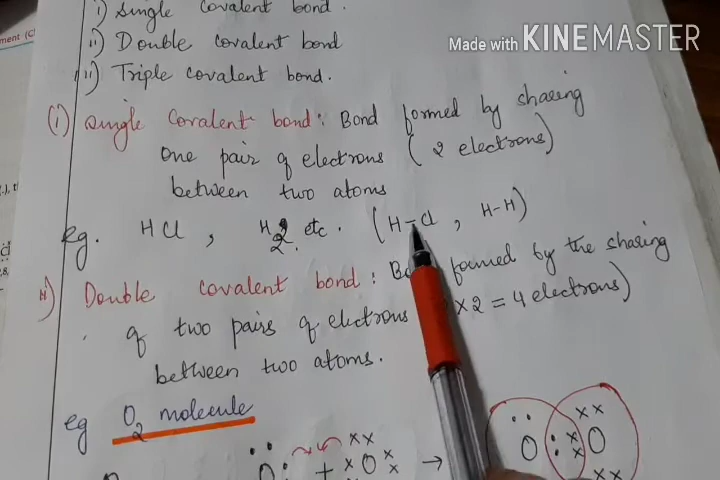 i) Single covalent bond.
Made with KINEMASTER
ii) Double covalent bond
iii) Triple covalent bond.
(i) Single Covalent bond: Bond formed by sharing
one pair of electrons (2 electrons)
between two atoms
eg. HCl, H2 etc. (H-Cl, H-H)
ii) Double covalent bond: formed by the sharing
of two pairs of electrons ×2 = 4 electrons)
between two atoms.
eg O2 molecule
O + ×O× → O O